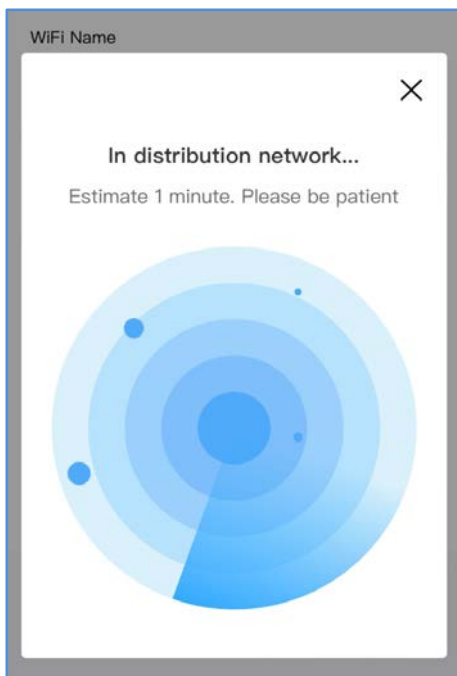 WiFi Name
In distribution network...
Estimate 1 minute. Please be patient